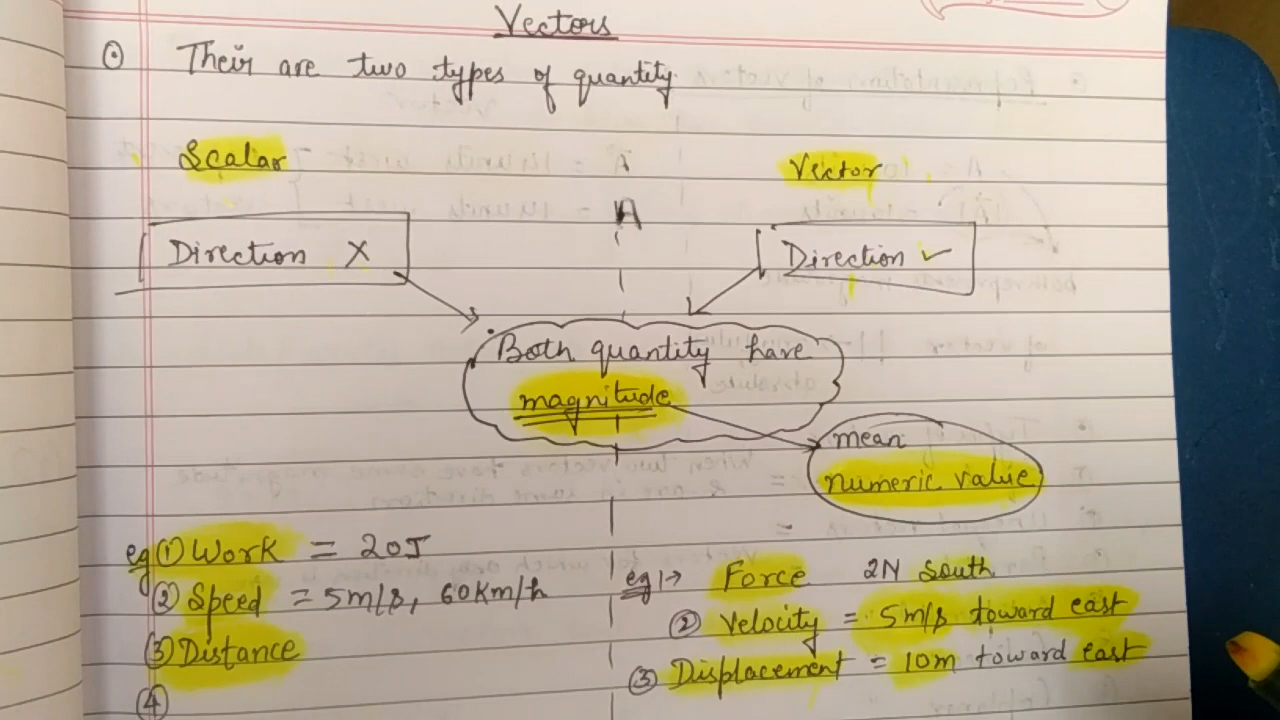 Vectors
⊙ Their are two types of quantity.
Scalar
Vector
A
Direction X
Direction ✓
Both quantity have
magnitude
mean
numeric value
eg ① Work = 20J
② Speed = 5m/s, 60Km/h
③ Distance
④
eg 1→ Force 2N South
② Velocity = 5m/s toward east
③ Displacement = 10m toward east